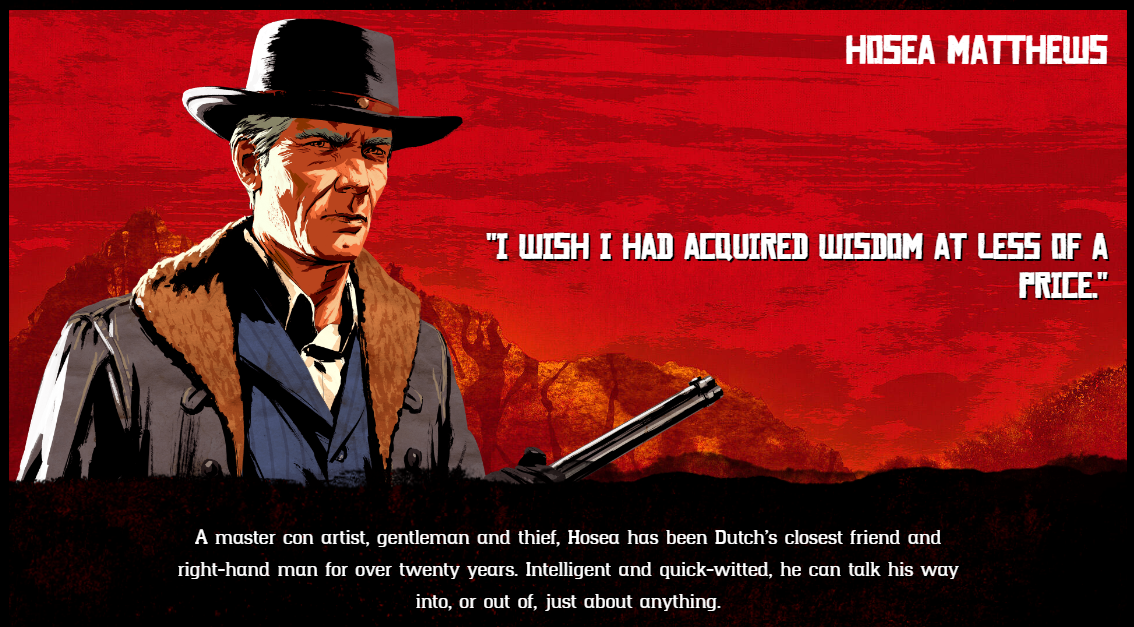 HOSEA MATTHEWS
"I WISH I HAD ACQUIRED WISDOM AT LESS OF A
PRICE."
A master con artist, gentleman and thief, Hosea has been Dutch's closest friend and
right-hand man for over twenty years. Intelligent and quick-witted, he can talk his way
into, or out of, just about anything.